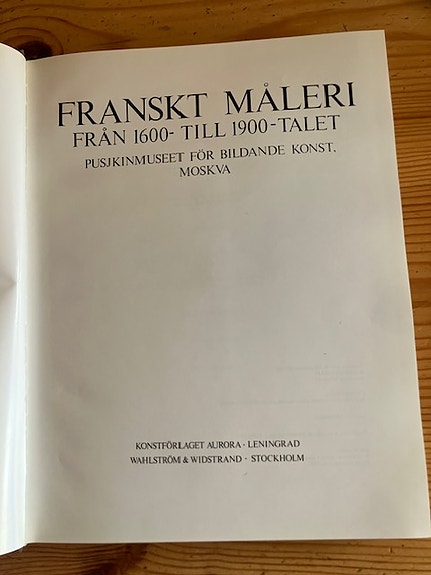 FRANSKT MÅLERI
FRÅN 1600- TILL 1900-TALET
PUSJKINMUSEET FÖR BILDANDE KONST,
MOSKVA
KONSTFÖRLAGET AURORA · LENINGRAD
WAHLSTRÖM & WIDSTRAND · STOCKHOLM